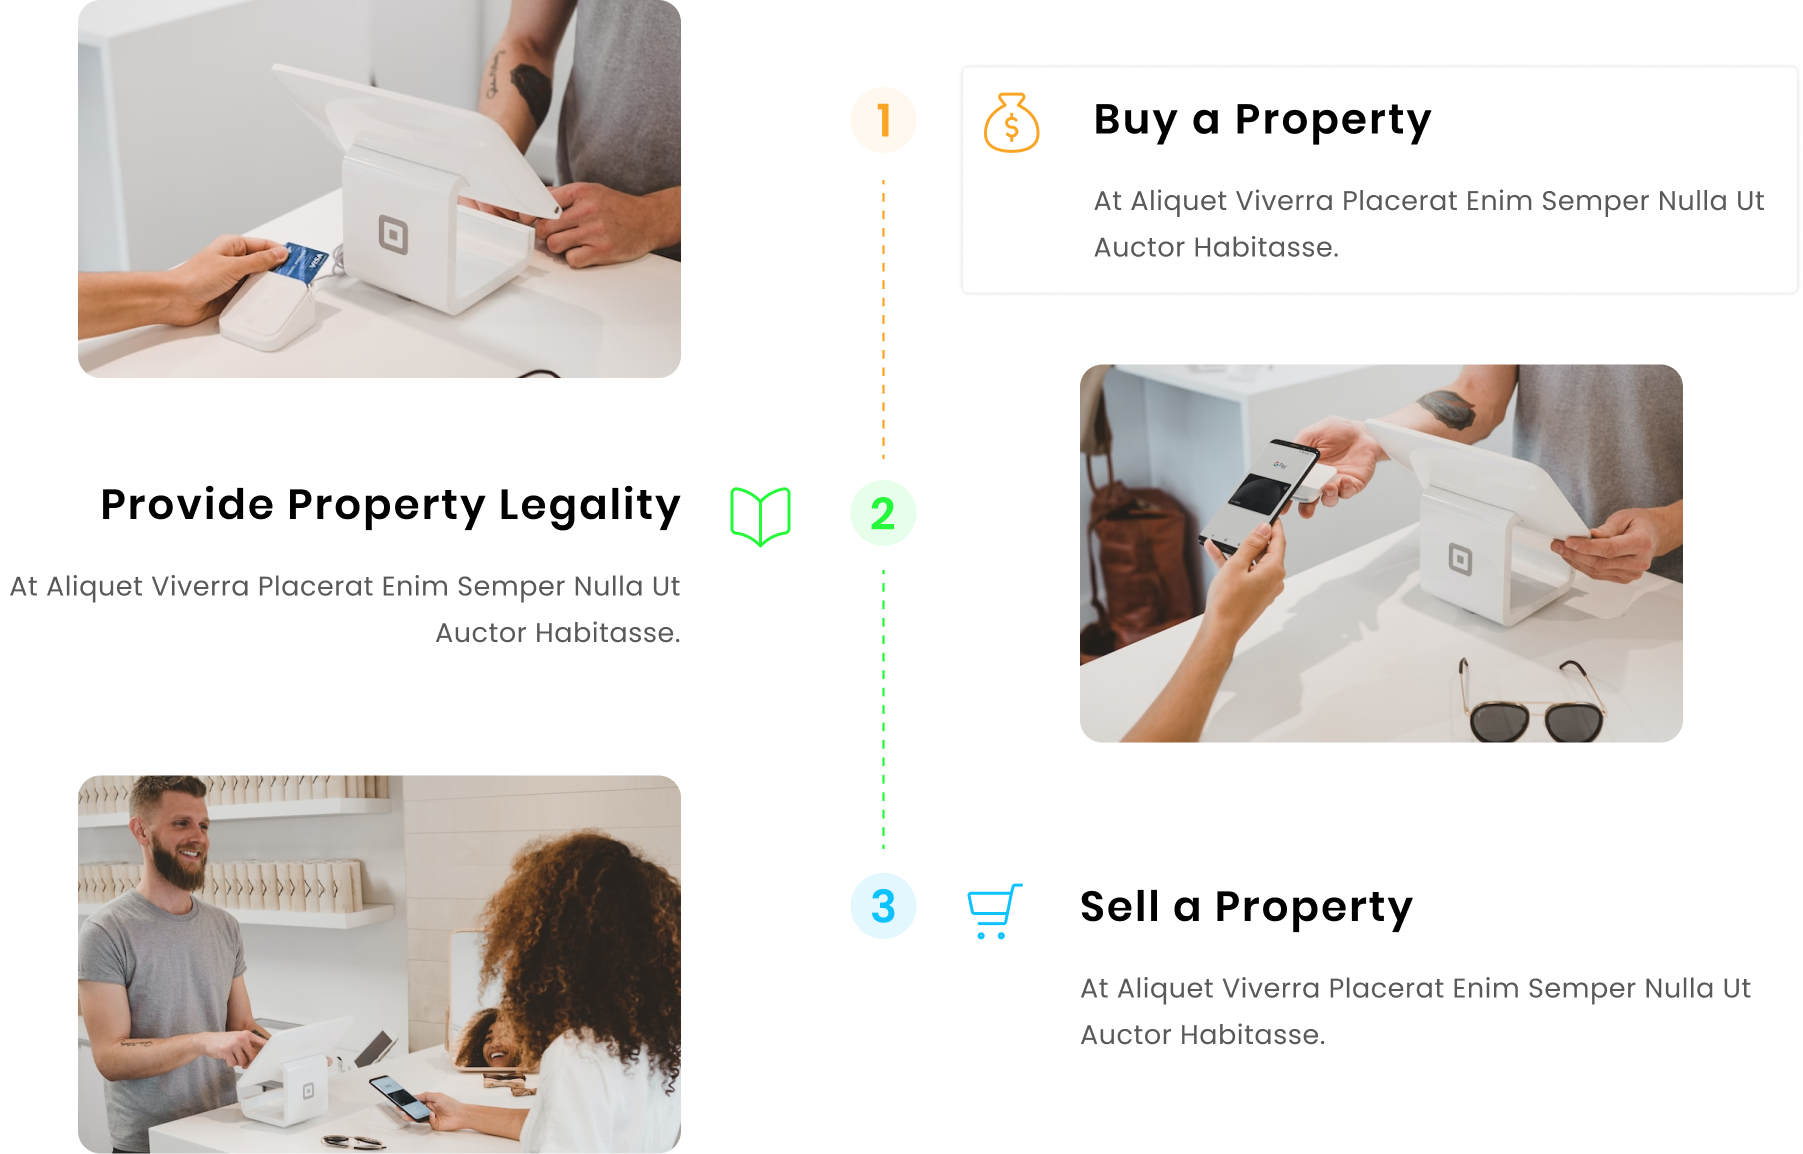 1
Buy a Property
At Aliquet Viverra Placerat Enim Semper Nulla Ut
Auctor Habitasse.
VISA
Provide Property Legality
2
At Aliquet Viverra Placerat Enim Semper Nulla Ut
Auctor Habitasse.
G Pay
3
Sell a Property
At Aliquet Viverra Placerat Enim Semper Nulla Ut
Auctor Habitasse.